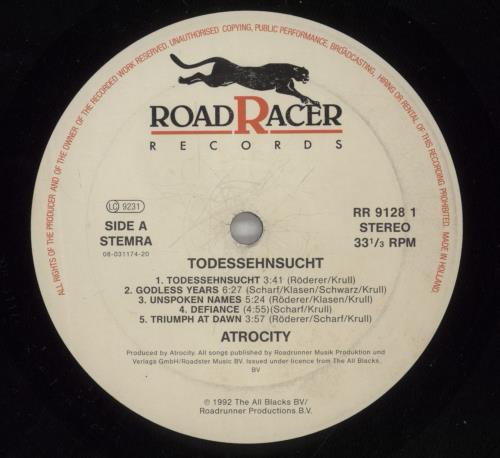 ALL RIGHTS OF THE PRODUCER AND OF THE OWNER OF THE RECORDED WORK RESERVED. UNAUTHORISED COPYING, PUBLIC PERFORMANCE, BROADCASTING, HIRING OR RENTAL OF THIS RECORDING PROHIBITED. MADE IN HOLLAND.
ROADRACER
RECORDS
LC 9231
SIDE A
STEMRA
08-031174-20
RR 9128 1
STEREO
33 1/3 RPM
TODESSEHNSUCHT
1. TODESSEHNSUCHT 3:41 (Röderer/Krull)
2. GODLESS YEARS 6:27 (Scharf/Klasen/Schwarz/Krull)
3. UNSPOKEN NAMES 5:24 (Röderer/Klasen/Krull)
4. DEFIANCE (4:55)(Scharf/Krull)
5. TRIUMPH AT DAWN 3:57 (Röderer/Scharf/Krull)
ATROCITY
Produced by Atrocity. All songs published by Roadrunner Musik Produktion und
Verlags GmbH/Roadster Music BV. Issued under licence from The All Blacks
BV
℗ 1992 The All Blacks BV/
Roadrunner Productions B.V.